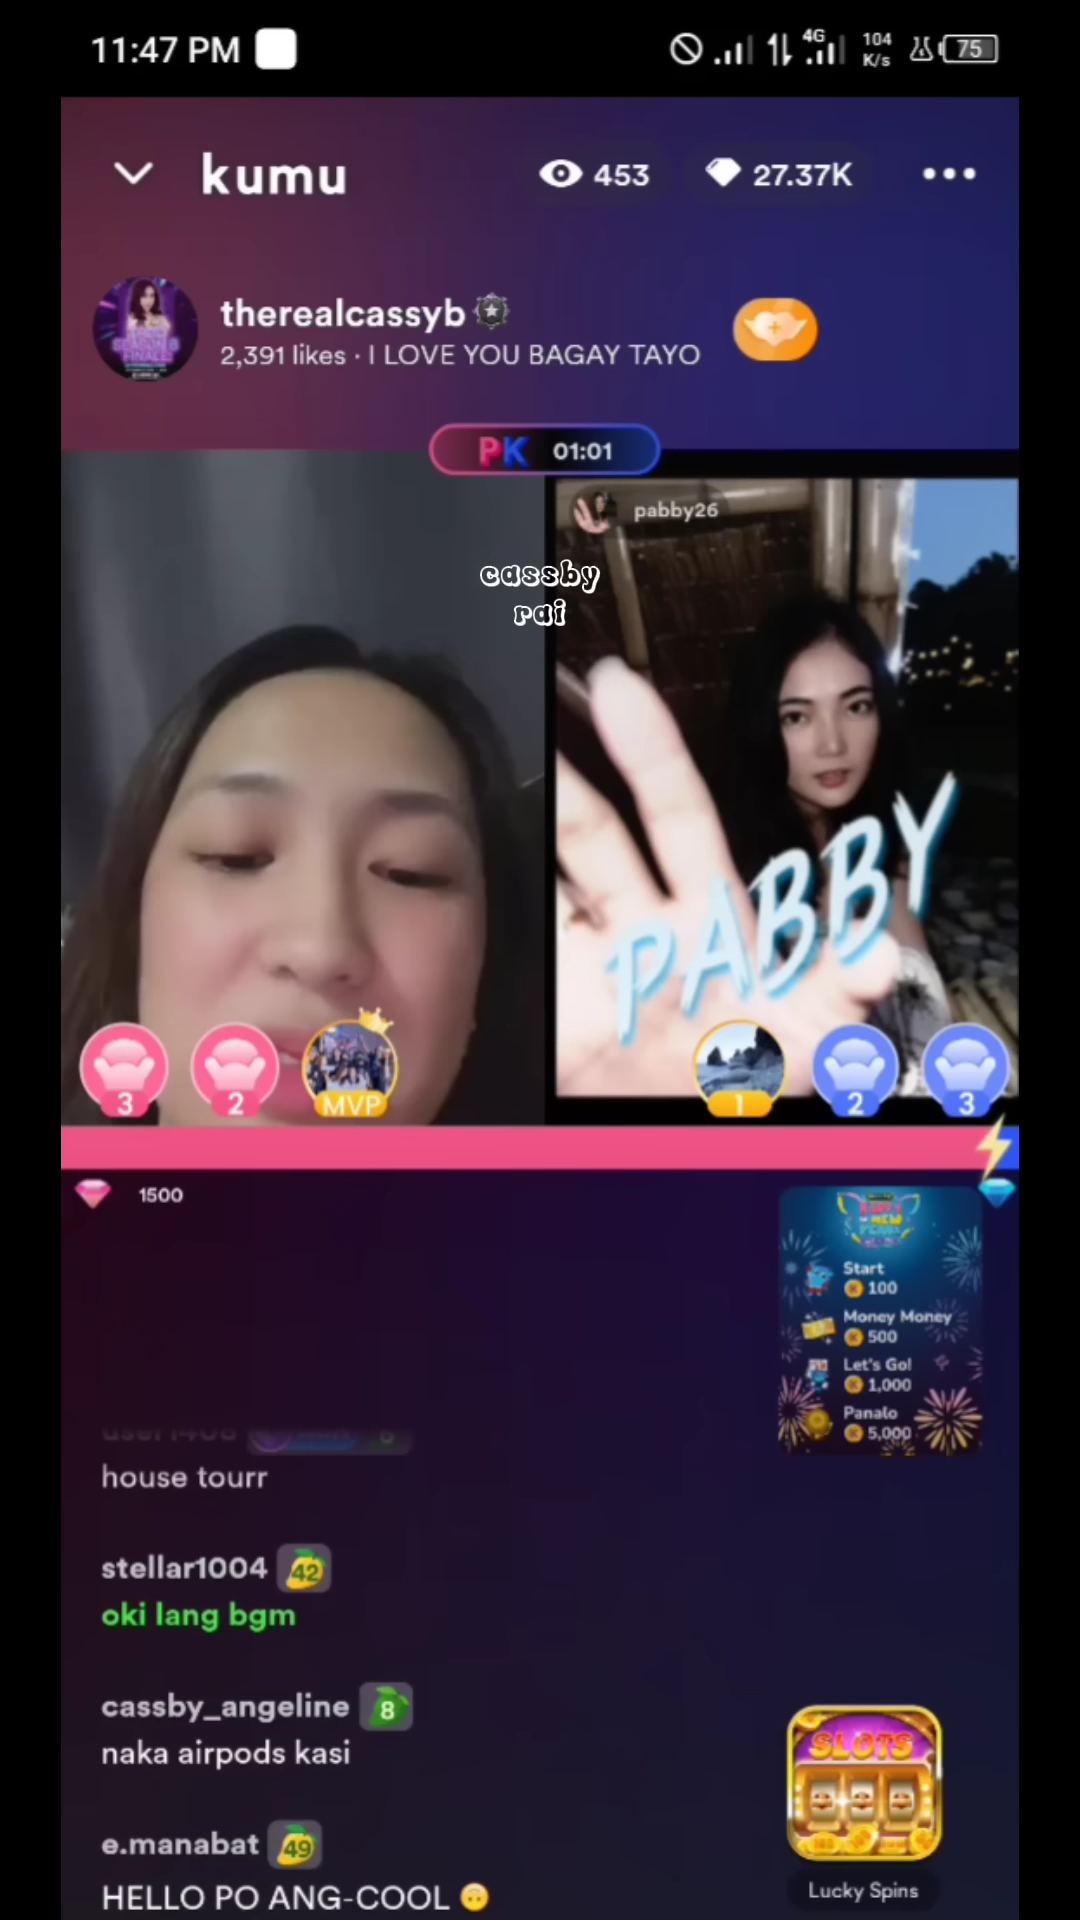 11:47 PM
4G
104
K/s
75
kumu
453
27.37K
therealcassyb
2,391 likes · I LOVE YOU BAGAY TAYO
PK 01:01
pabby26
cassby
rai
PABBY
3
2
MVP
1
2
3
1500
Start
100
Money Money
500
Let's Go!
1,000
Panalo
5,000
house tourr
stellar1004 42
oki lang bgm
cassby_angeline 8
naka airpods kasi
e.manabat 49
HELLO PO ANG-COOL 🙃
SLOTS
Lucky Spins